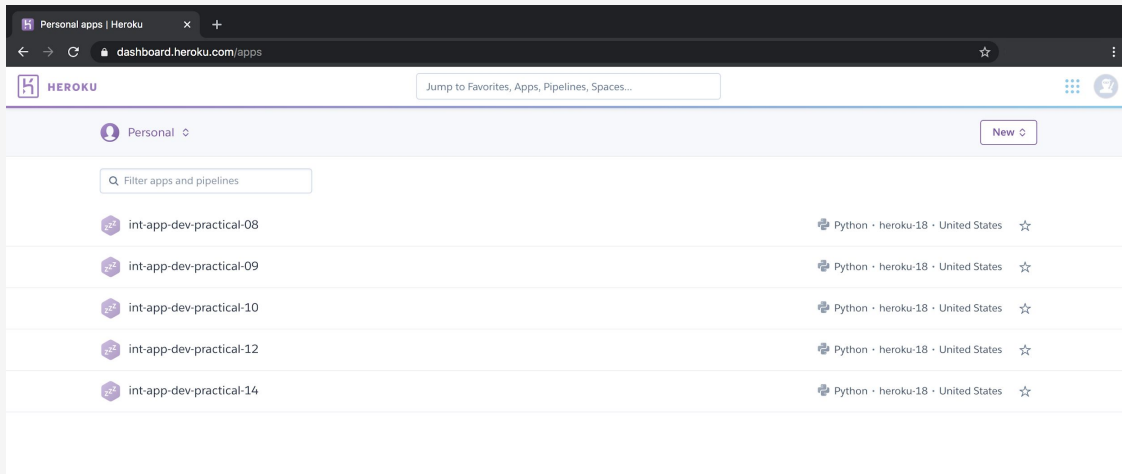 Personal apps | Heroku
dashboard.heroku.com/apps
HEROKU
Jump to Favorites, Apps, Pipelines, Spaces...
Personal
New
Filter apps and pipelines
int-app-dev-practical-08 Python · heroku-18 · United States
int-app-dev-practical-09 Python · heroku-18 · United States
int-app-dev-practical-10 Python · heroku-18 · United States
int-app-dev-practical-12 Python · heroku-18 · United States
int-app-dev-practical-14 Python · heroku-18 · United States